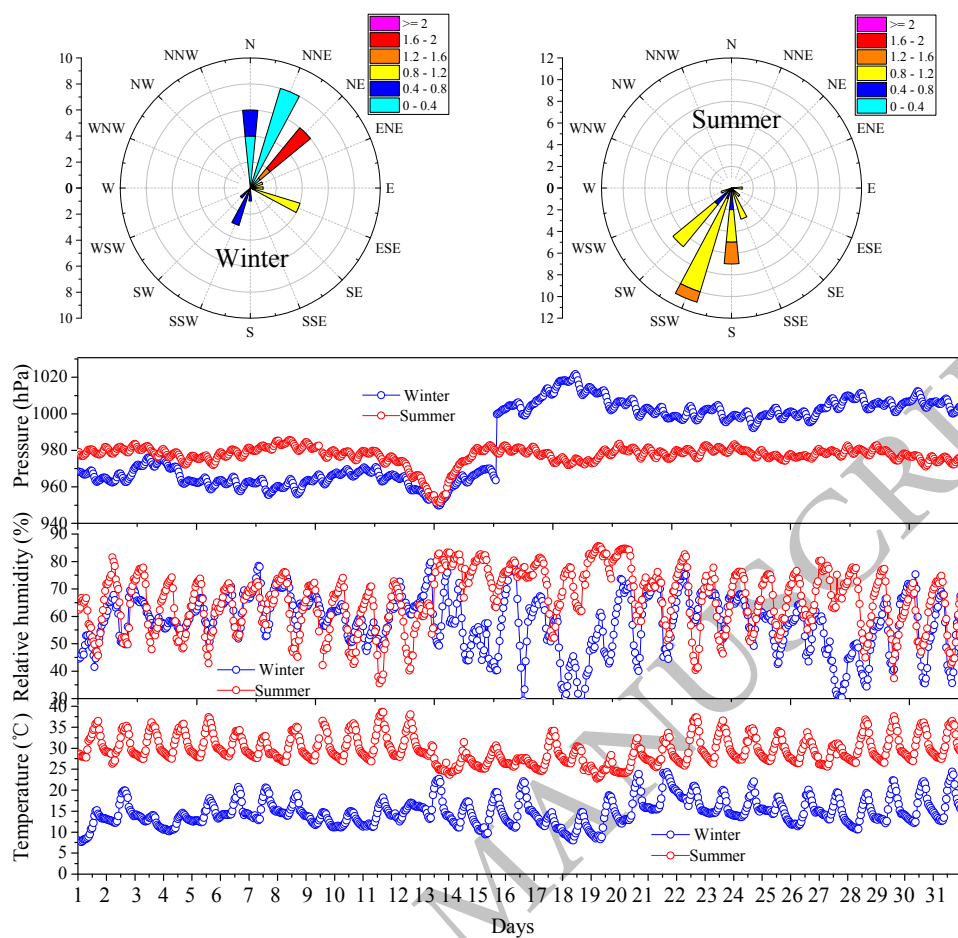 N
NNE
NE
ENE
E
ESE
SE
SSE
S
SSW
SW
WSW
W
WNW
NW
NNW
10
8
6
4
2
0
2
4
6
8
10
>= 2
1.6 - 2
1.2 - 1.6
0.8 - 1.2
0.4 - 0.8
0 - 0.4
Winter
N
NNE
NE
ENE
E
ESE
SE
SSE
S
SSW
SW
WSW
W
WNW
NW
NNW
12
10
8
6
4
2
0
2
4
6
8
10
12
>= 2
1.6 - 2
1.2 - 1.6
0.8 - 1.2
0.4 - 0.8
0 - 0.4
Summer
Pressure (hPa)
1020
1000
980
960
940
Winter
Summer
Relative humidity (%)
90
80
70
60
50
40
30
Winter
Summer
Temperature (℃)
40
35
30
25
20
15
10
5
0
Winter
Summer
1 2 3 4 5 6 7 8 9 10 11 12 13 14 15 16 17 18 19 20 21 22 23 24 25 26 27 28 29 30 31
Days
MANUSCRI